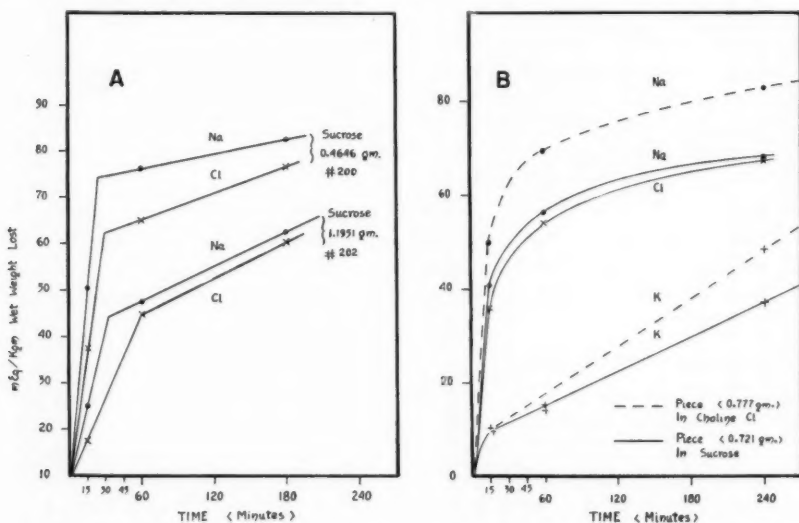 A
mEq/Kgm Wet Weight Lost
90
80
70
60
50
40
30
20
10
Na
Cl
Sucrose
0.4646 gm.
#200
Na
Cl
Sucrose
1.1951 gm.
#202
15 30 45 60 120 180 240
TIME (Minutes)
B
80
60
40
20
0
Na
Na
Cl
K
K
Piece (0.777 gm.)
In Choline Cl
Piece (0.721 gm.)
In Sucrose
15 30 45 60 120 180 240
TIME (Minutes)